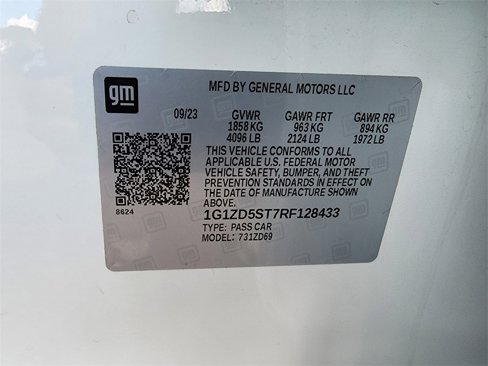 gm
MFD BY GENERAL MOTORS LLC
09/23 GVWR GAWR FRT GAWR RR
1858 KG 963 KG 894 KG
4096 LB 2124 LB 1972 LB
THIS VEHICLE CONFORMS TO ALL
APPLICABLE U.S. FEDERAL MOTOR
VEHICLE SAFETY, BUMPER, AND THEFT
PREVENTION STANDARDS IN EFFECT ON
THE DATE OF MANUFACTURE SHOWN
ABOVE.
8624
1G1ZD5ST7RF128433
TYPE: PASS CAR
MODEL: 731ZD69